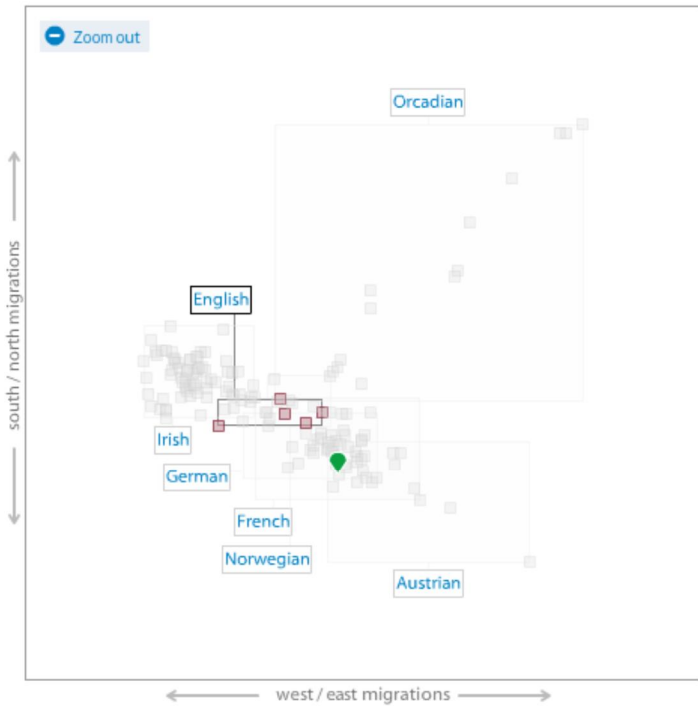 Zoom out
Orcadian
south / north migrations
English
Irish
German
French
Norwegian
Austrian
west / east migrations